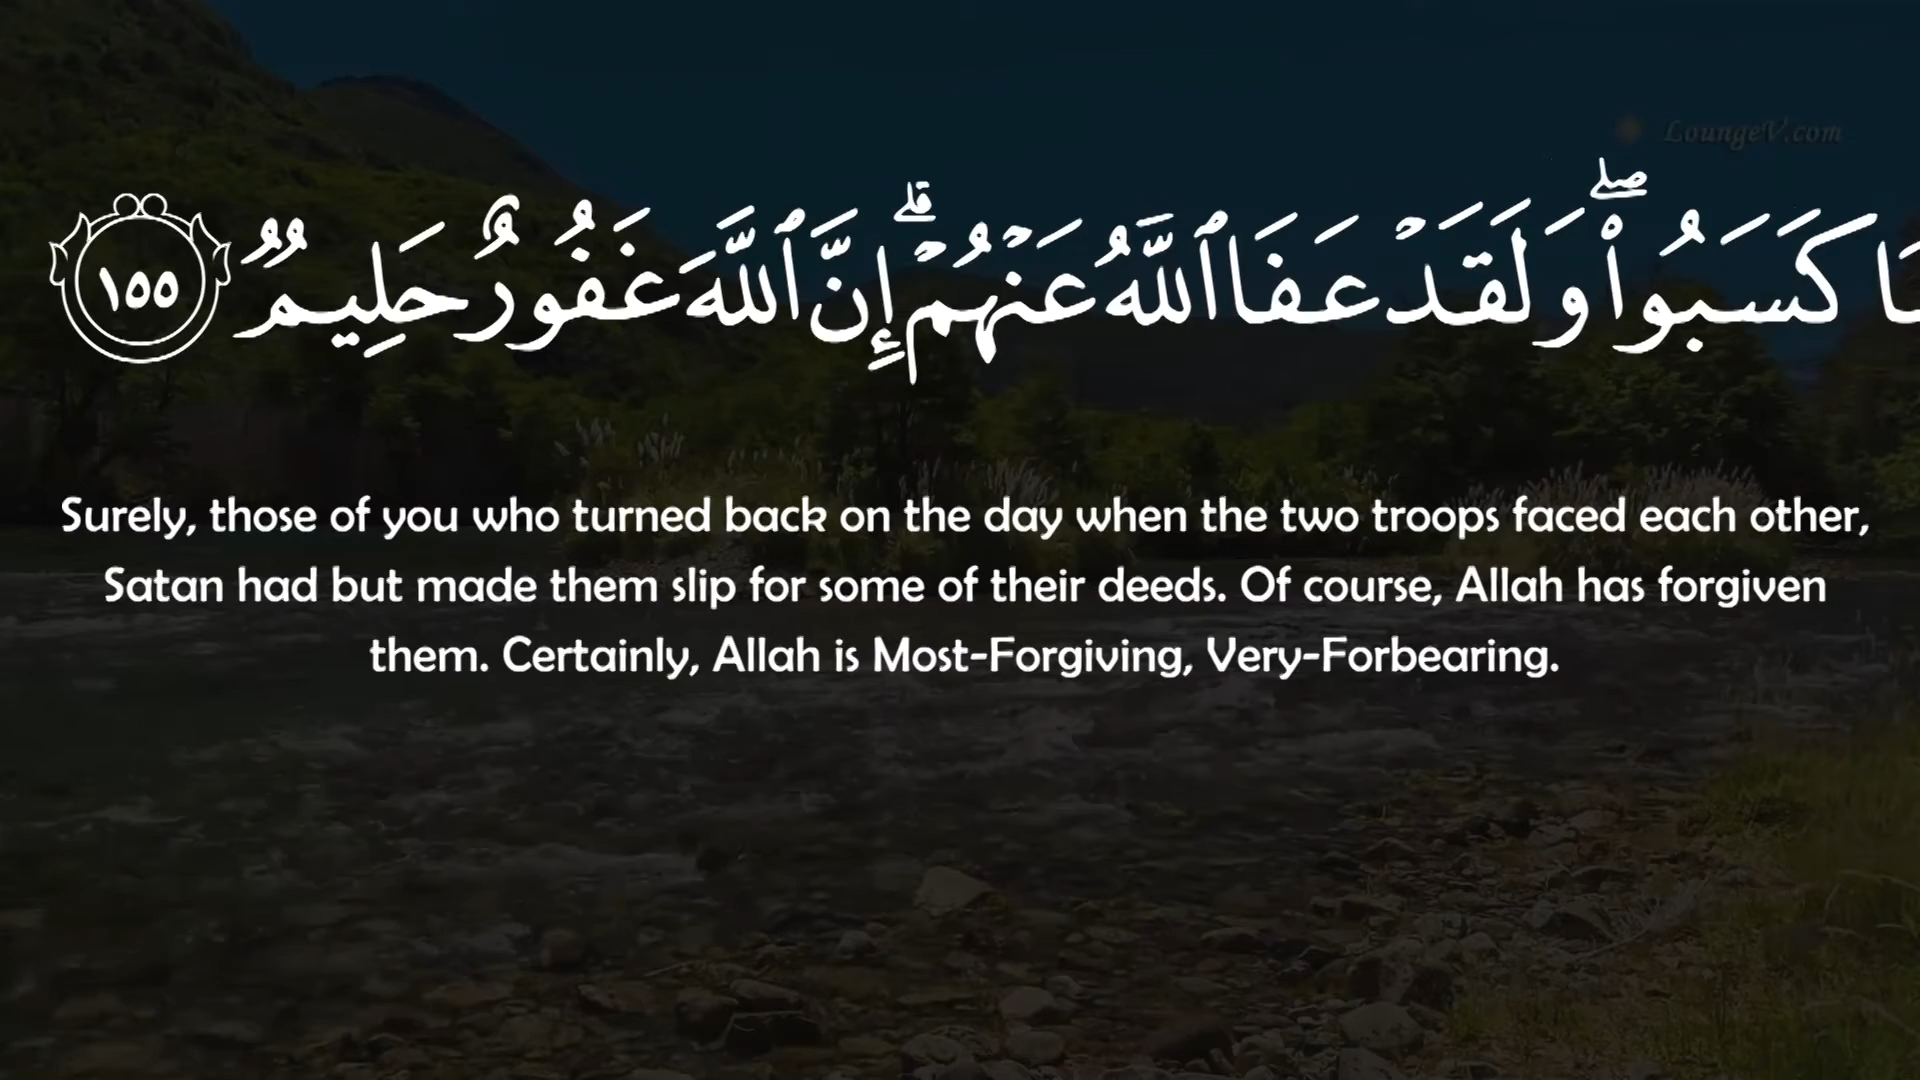 LoungeV.com
مَا كَسَبُوا۟ ۖ وَلَقَدْ عَفَا ٱللَّهُ عَنْهُمْ ۗ إِنَّ ٱللَّهَ غَفُورٌ حَلِيمٌ ١٥٥
Surely, those of you who turned back on the day when the two troops faced each other,
Satan had but made them slip for some of their deeds. Of course, Allah has forgiven
them. Certainly, Allah is Most-Forgiving, Very-Forbearing.